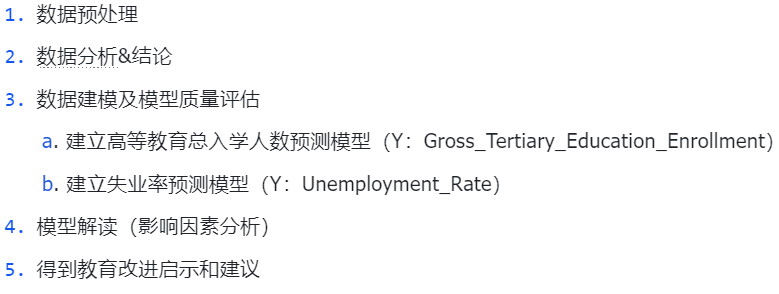 1. 数据预处理
2. 数据分析&结论
3. 数据建模及模型质量评估
a. 建立高等教育总入学人数预测模型（Y：Gross_Tertiary_Education_Enrollment）
b. 建立失业率预测模型（Y：Unemployment_Rate）
4. 模型解读（影响因素分析）
5. 得到教育改进启示和建议